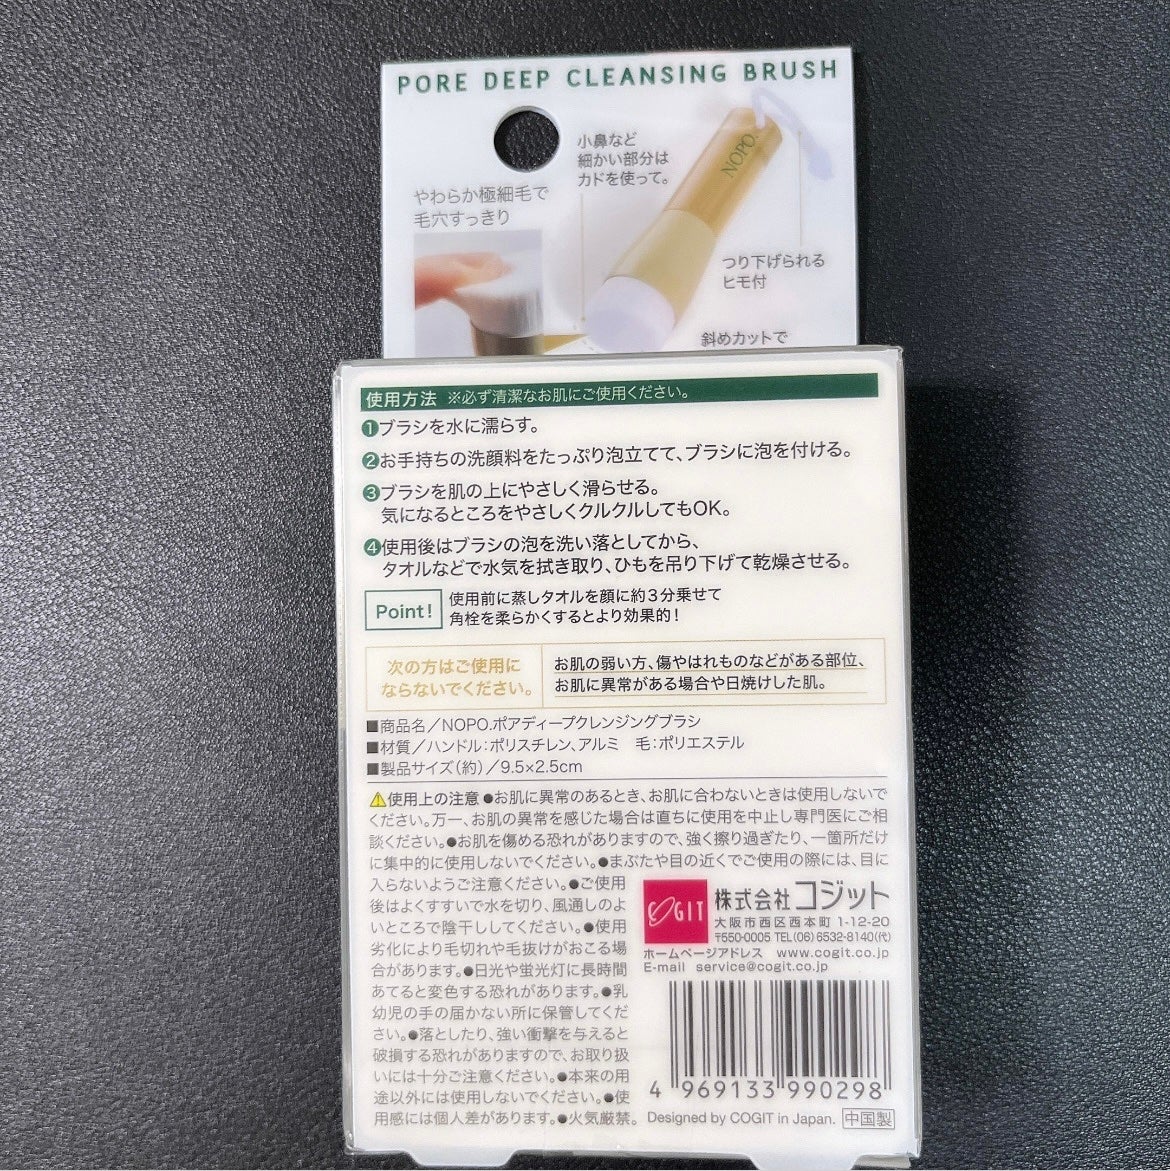 PORE DEEP CLEANSING BRUSH
小鼻など
細かい部分は
カドを使って。
やわらか極細毛で
毛穴すっきり
NOPO.
つり下げられる
ヒモ付
斜めカットで
使用方法 ※必ず清潔なお肌にご使用ください。
❶ブラシを水に濡らす。
❷お手持ちの洗顔料をたっぷり泡立てて、ブラシに泡を付ける。
❸ブラシを肌の上にやさしく滑らせる。
気になるところをやさしくクルクルしてもOK。
❹使用後はブラシの泡を洗い落としてから、
タオルなどで水気を拭き取り、ひもを吊り下げて乾燥させる。
Point!
使用前に蒸しタオルを顔に約3分乗せて
角栓を柔らかくするとより効果的!
次の方はご使用に
ならないでください。
お肌の弱い方、傷やはれものなどがある部位、
お肌に異常がある場合や日焼けした肌。
■商品名/NOPO.ポアディープクレンジングブラシ
■材質/ハンドル:ポリスチレン、アルミ 毛:ポリエステル
■製品サイズ(約)/9.5×2.5cm
⚠使用上の注意 ●お肌に異常のあるとき、お肌に合わないときは使用しないで
ください。万一、お肌の異常を感じた場合は直ちに使用を中止し専門医にご相
談ください。●お肌を傷める恐れがありますので、強く擦り過ぎたり、一箇所だけ
に集中的に使用しないでください。●まぶたや目の近くでご使用の際には、目に
入らないようご注意ください。●ご使用
後はよくすすいで水を切り、風通しのよ
いところで陰干ししてください。●使用
劣化により毛切れや毛抜けがおこる場
合があります。●日光や蛍光灯に長時間
あてると変色する恐れがあります。●乳
幼児の手の届かない所に保管してくだ
さい。●落としたり、強い衝撃を与えると
破損する恐れがありますので、お取り扱
いには十分ご注意ください。●本来の用
途以外には使用しないでください。●使
用感には個人差があります。●火気厳禁。
COGIT
株式会社コジット
大阪市西区西本町 1-12-20
〒550-0005 TEL(06)6532-8140(代)
ホームページアドレス www.cogit.co.jp
E-mail service@cogit.co.jp
4 969133 990298
Designed by COGIT in Japan. 中国製